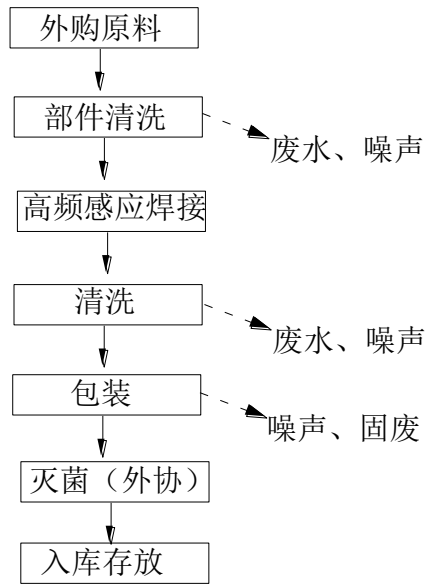 外购原料
部件清洗
废水、噪声
高频感应焊接
清洗
废水、噪声
包装
噪声、固废
灭菌（外协）
入库存放